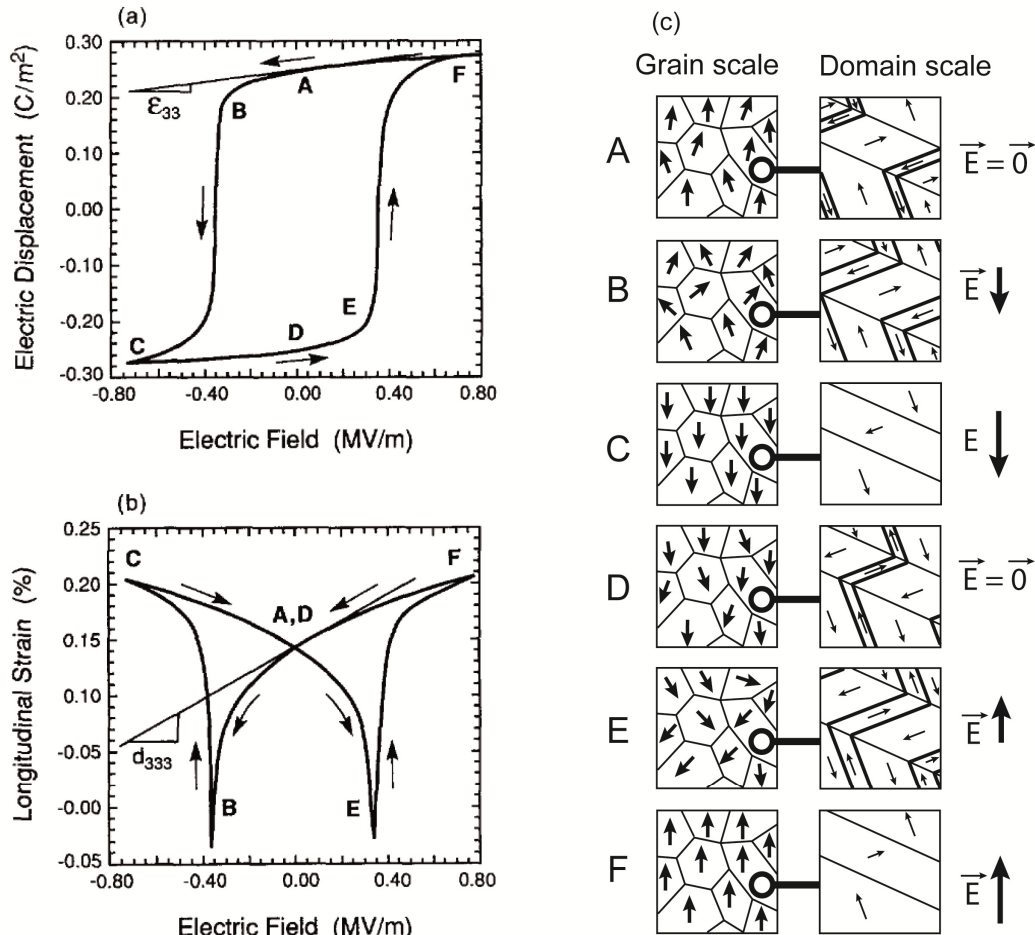 (a)
0.30
0.20
0.10
0.00
-0.10
-0.20
-0.30
-0.80
-0.40
0.00
0.40
0.80
Electric Displacement (C/m²)
Electric Field (MV/m)
ε₃₃
A
B
C
D
E
F
(b)
0.25
0.20
0.15
0.10
-0.05
-0.00
-0.05
-0.80
-0.40
0.00
0.40
0.80
Longitudinal Strain (%)
Electric Field (MV/m)
d₃₃₃
C
F
A,D
B
E
(c)
Grain scale Domain scale
A E = 0
B E
C E
D E = 0
E E
F E